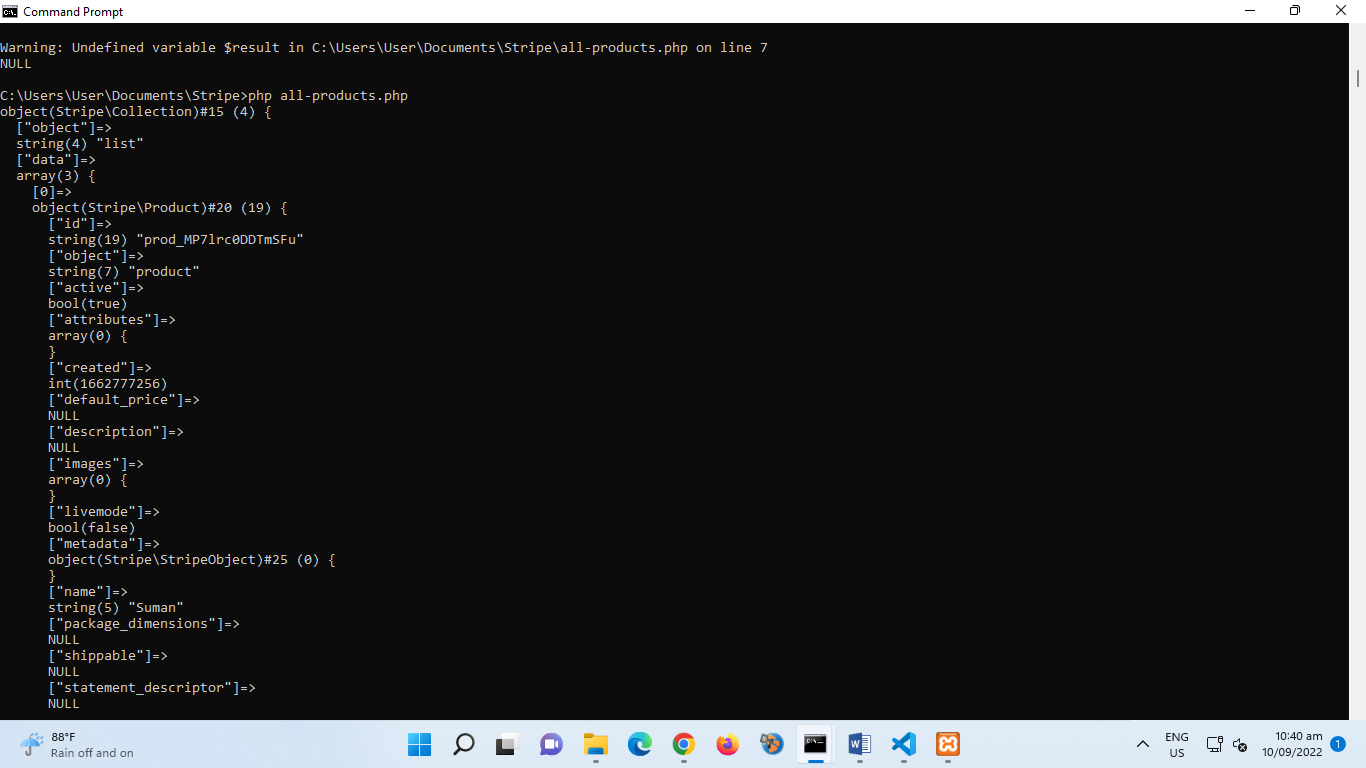 Command Prompt
Warning: Undefined variable $result in C:\Users\User\Documents\Stripe\all-products.php on line 7
NULL
C:\Users\User\Documents\Stripe>php all-products.php
object(Stripe\Collection)#15 (4) {
  ["object"]=>
  string(4) "list"
  ["data"]=>
  array(3) {
    [0]=>
    object(Stripe\Product)#20 (19) {
      ["id"]=>
      string(19) "prod_MP7lrc0DDTmSFu"
      ["object"]=>
      string(7) "product"
      ["active"]=>
      bool(true)
      ["attributes"]=>
      array(0) {
      }
      ["created"]=>
      int(1662777256)
      ["default_price"]=>
      NULL
      ["description"]=>
      NULL
      ["images"]=>
      array(0) {
      }
      ["livemode"]=>
      bool(false)
      ["metadata"]=>
      object(Stripe\StripeObject)#25 (0) {
      }
      ["name"]=>
      string(5) "Suman"
      ["package_dimensions"]=>
      NULL
      ["shippable"]=>
      NULL
      ["statement_descriptor"]=>
      NULL
88°F
Rain off and on
ENG
US
10:40 am
10/09/2022
1